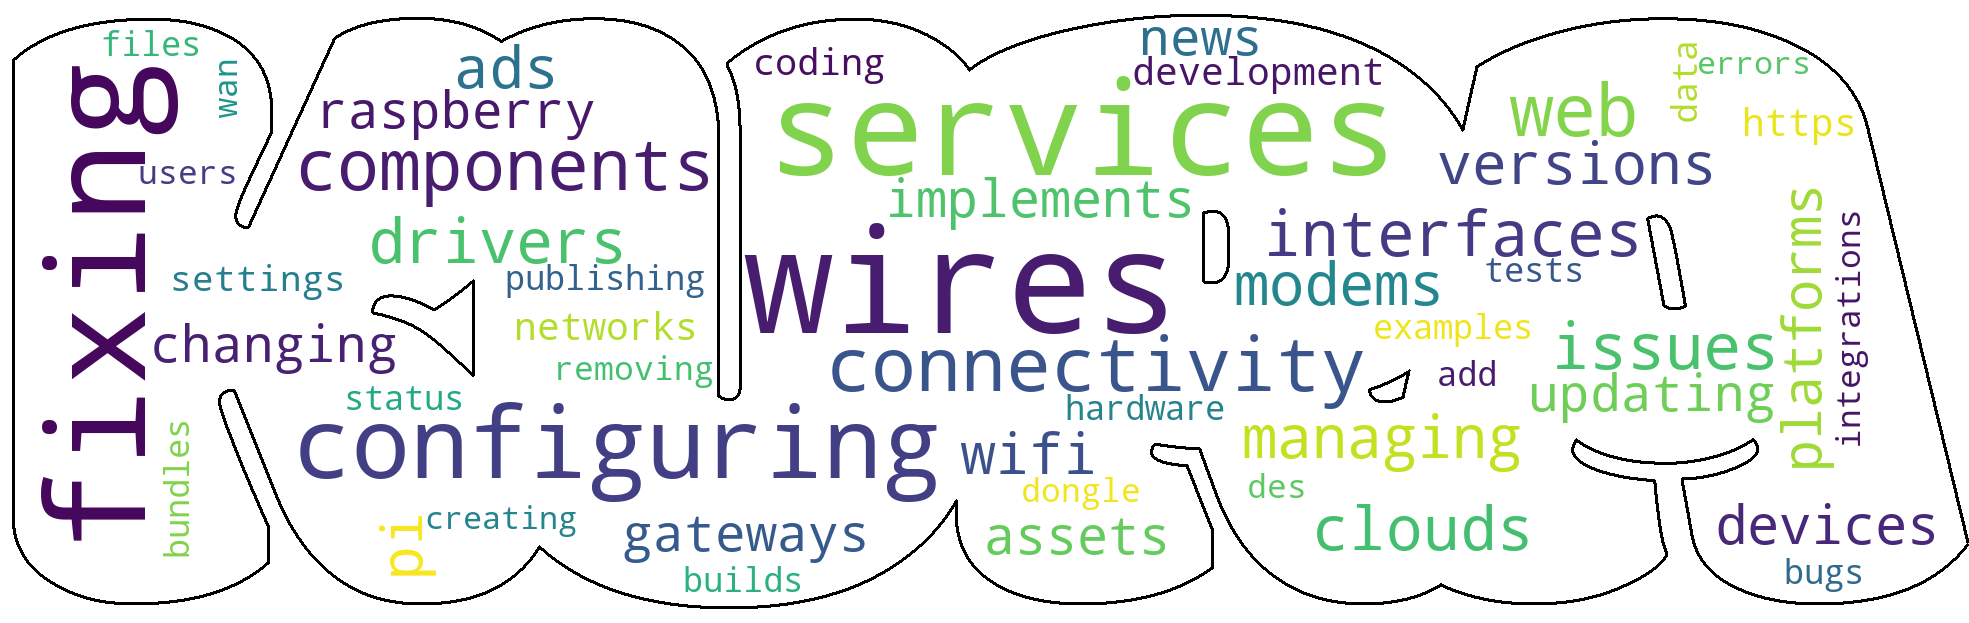 files
wan
fixing
users
settings
changing
bundles
ads
raspberry
components
drivers
publishing
networks
removing
status
configuring
pi
creating
gateways
builds
coding
news
development
services
implements
wires
connectivity
hardware
wifi
dongle
assets
web
data
errors
https
versions
interfaces
modems
tests
examples
add
issues
updating
platforms
integrations
managing
des
clouds
devices
bugs